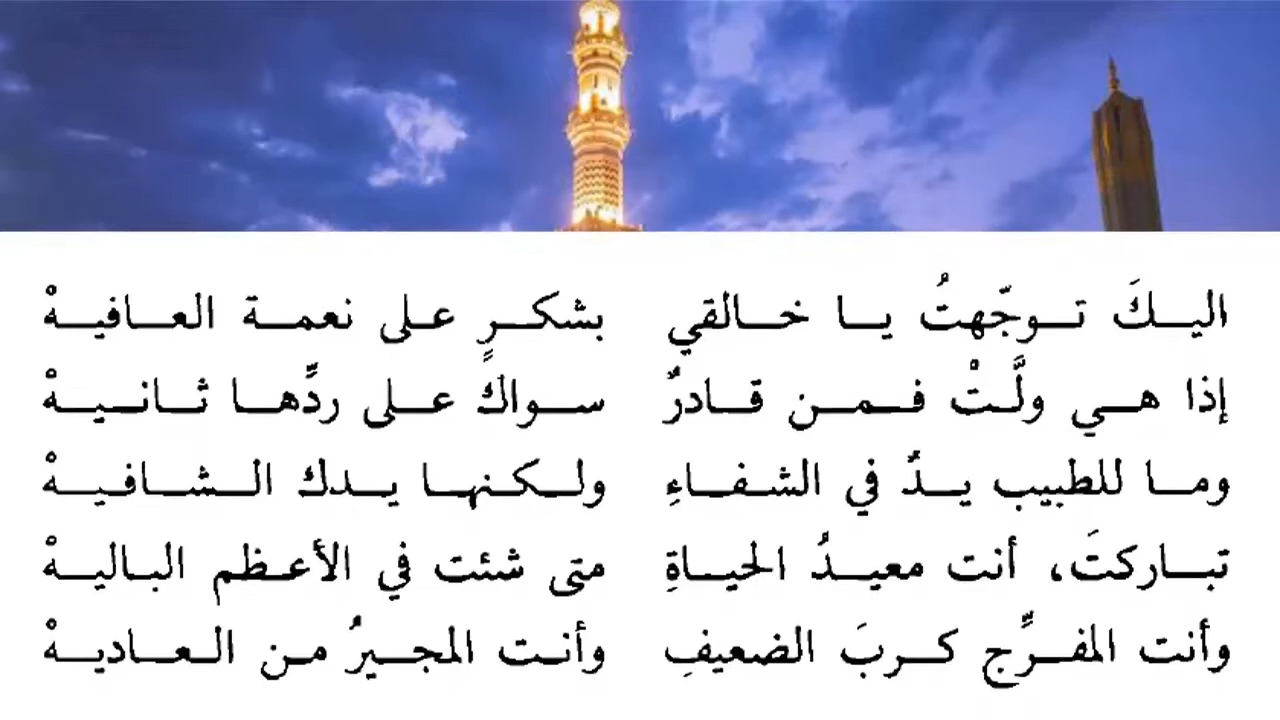 اليكَ توجّهتُ يا خالقي بشكرٍ على نعمة العافيهْ
إذا هي ولَّتْ فمن قادرٌ سواك على ردِّها ثانيهْ
وما للطبيب يدٌ في الشفاءِ ولكنها يدك الشافيهْ
تباركتَ، أنت معيدُ الحياةِ متى شئت في الأعظم الباليهْ
وأنت المفرِّج كربَ الضعيفِ وأنت المجيرُ من العاديهْ